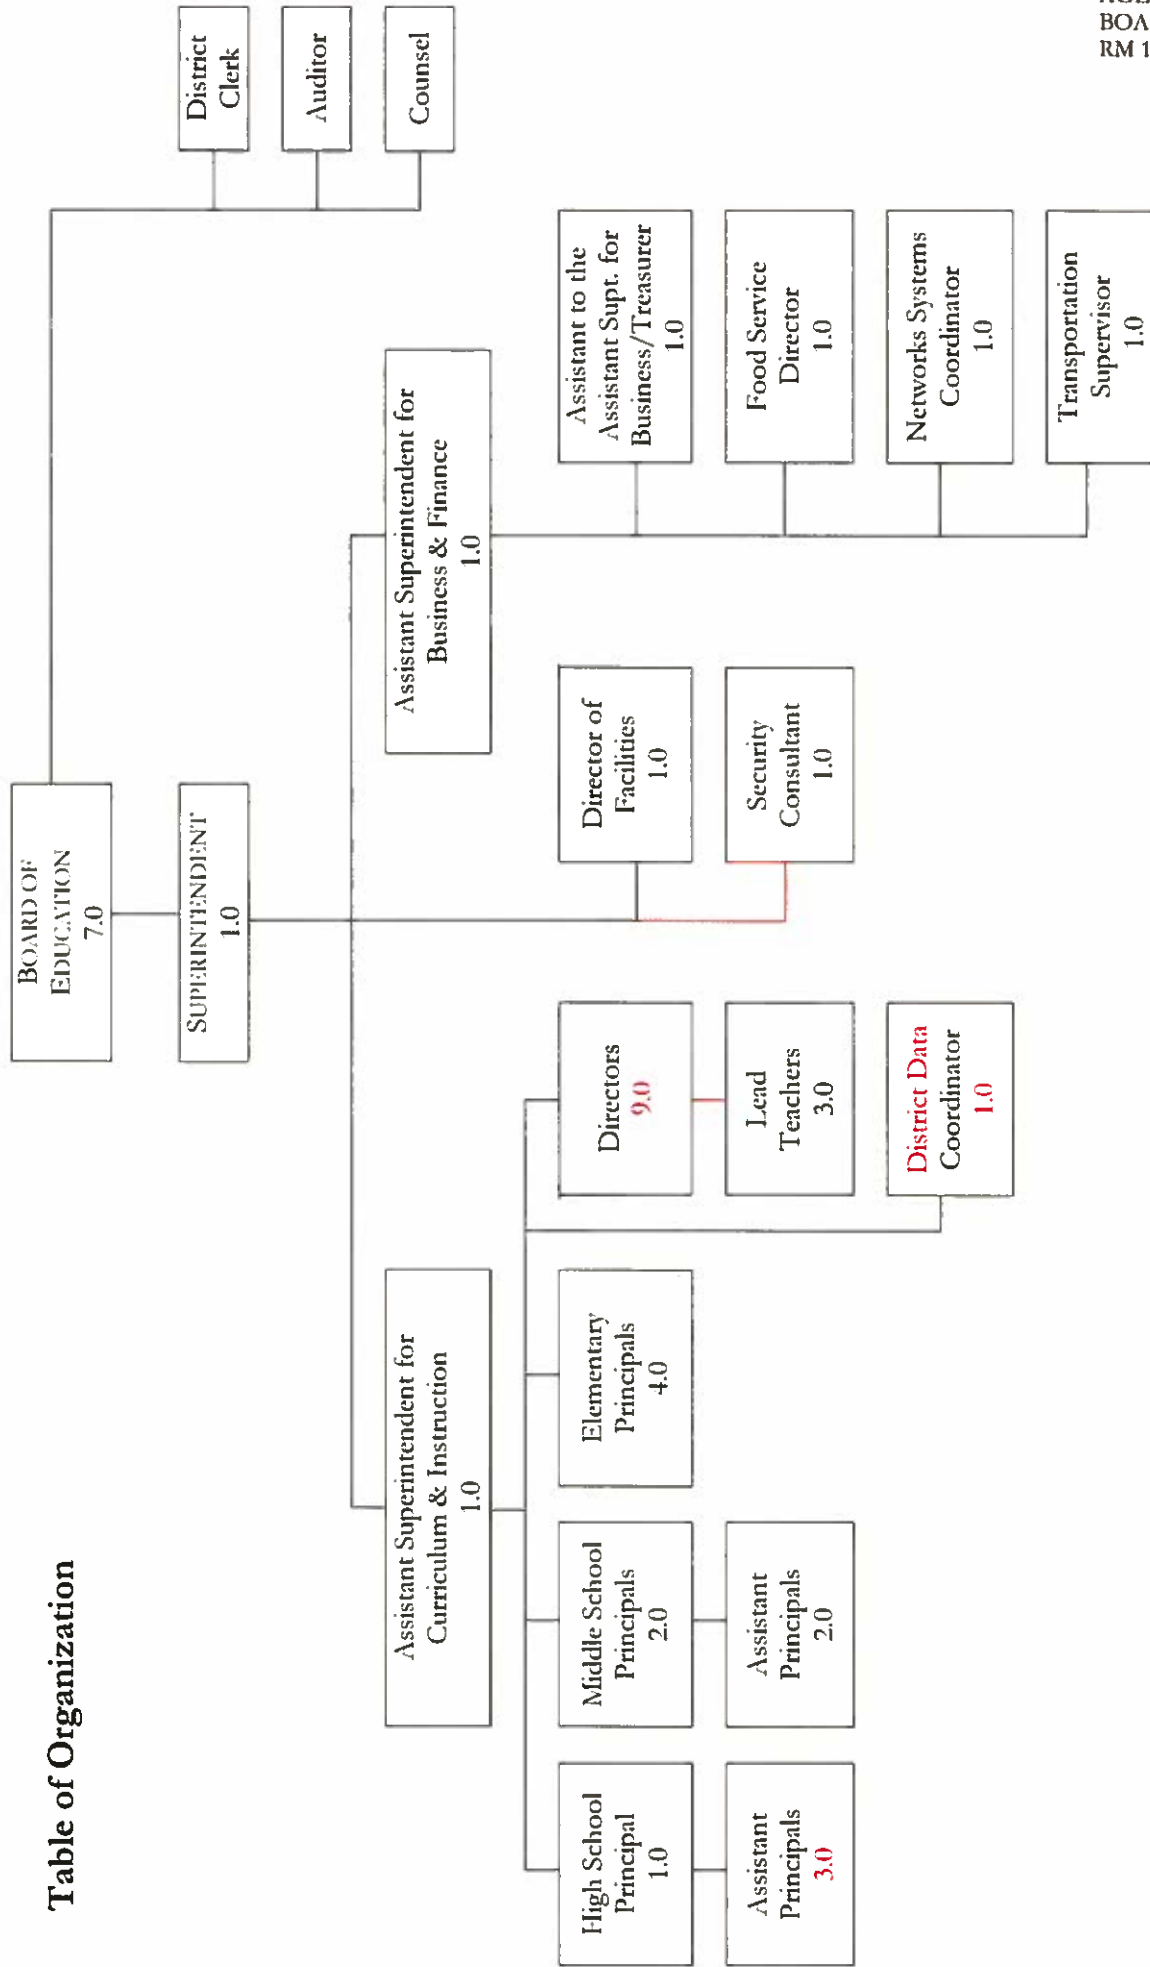 Table of Organization
BOARD OF
EDUCATION
7.0
SUPERINTENDENT
1.0
District
Clerk
Auditor
Counsel
Assistant Superintendent for
Curriculum & Instruction
1.0
Assistant Superintendent for
Business & Finance
1.0
High School
Principal
1.0
Assistant
Principals
3.0
Middle School
Principals
2.0
Assistant
Principals
2.0
Elementary
Principals
4.0
Directors
9.0
Lead
Teachers
3.0
District Data
Coordinator
1.0
Director of
Facilities
1.0
Security
Consultant
1.0
Assistant to the
Assistant Supt. for
Business/Treasurer
1.0
Food Service
Director
1.0
Networks Systems
Coordinator
1.0
Transportation
Supervisor
1.0
RM 1